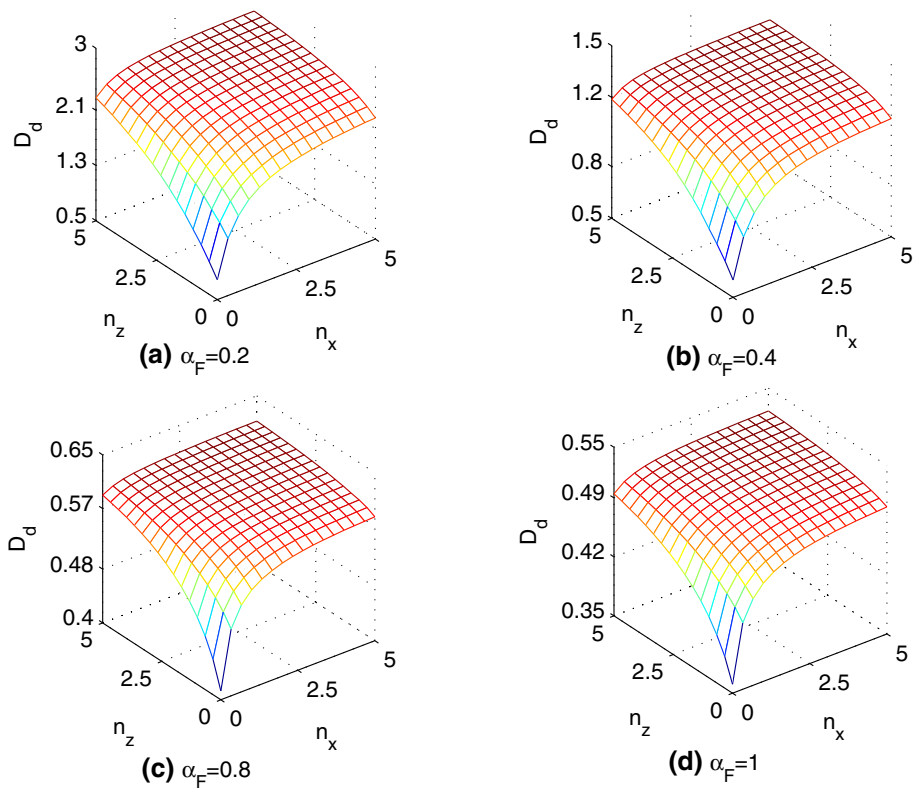 3
2.1
1.3
0.5
D_d
5
2.5
0
n_z
0
2.5
5
n_x
(a) α_F=0.2
1.5
1.2
0.8
0.5
D_d
5
2.5
0
n_z
0
2.5
5
n_x
(b) α_F=0.4
0.65
0.57
0.48
0.4
D_d
5
2.5
0
n_z
0
2.5
5
n_x
(c) α_F=0.8
0.55
0.49
0.42
0.35
D_d
5
2.5
0
n_z
0
2.5
5
n_x
(d) α_F=1